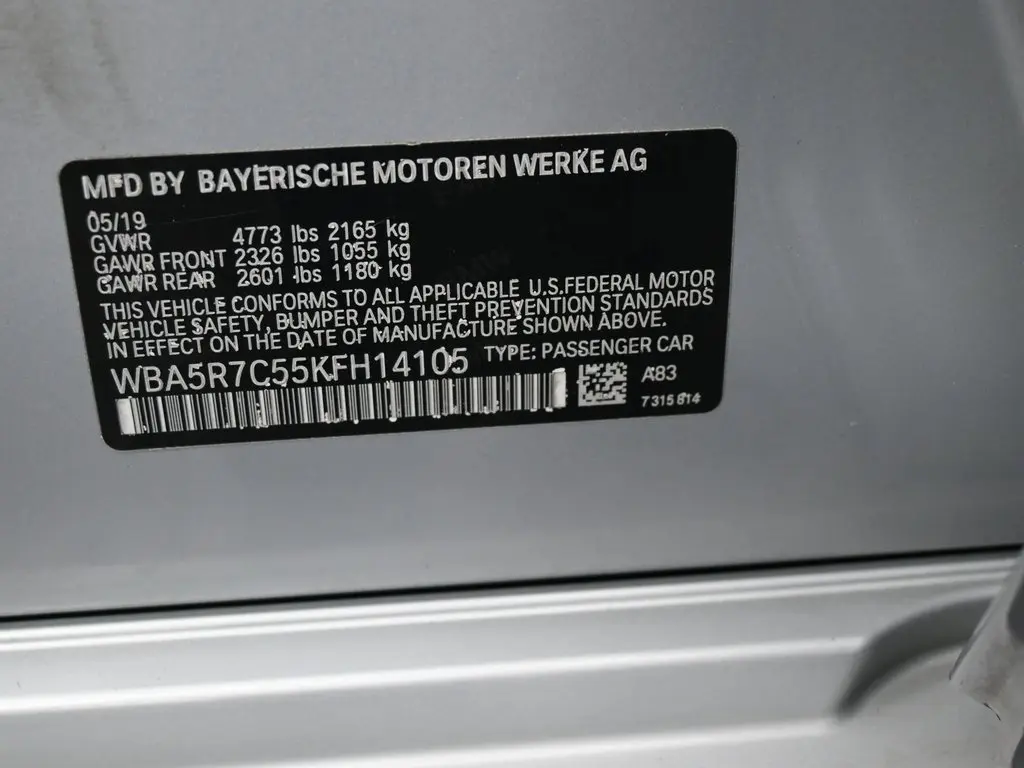 MFD BY BAYERISCHE MOTOREN WERKE AG
05/19
GVWR 4773 lbs 2165 kg
GAWR FRONT 2326 lbs 1055 kg
GAWR REAR 2601 lbs 1180 kg
THIS VEHICLE CONFORMS TO ALL APPLICABLE U.S.FEDERAL MOTOR
VEHICLE SAFETY, BUMPER AND THEFT PREVENTION STANDARDS
IN EFFECT ON THE DATE OF MANUFACTURE SHOWN ABOVE.
WBA5R7C55KFH14105 TYPE: PASSENGER CAR
A83
7315814